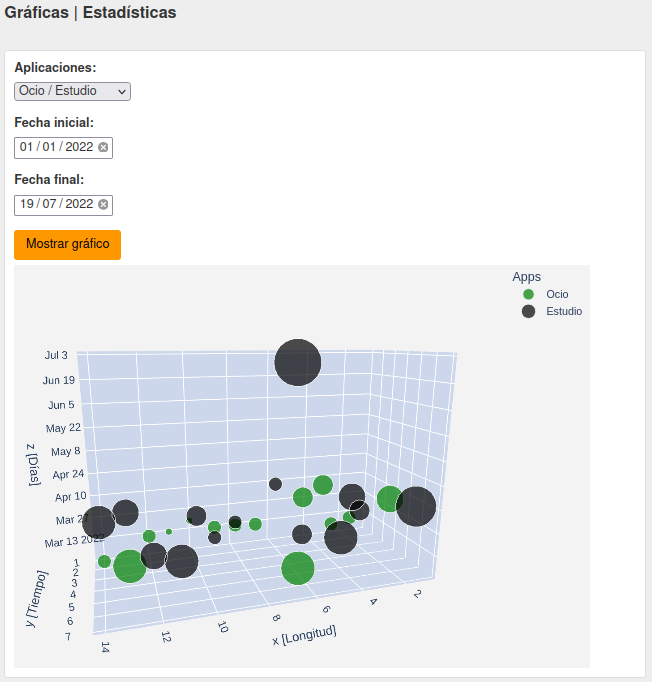 Gráficas | Estadísticas
Aplicaciones:
Ocio / Estudio
Fecha inicial:
01 / 01 / 2022
Fecha final:
19 / 07 / 2022
Mostrar gráfico
Apps
Ocio
Estudio
Jul 3
Jun 19
Jun 5
May 22
May 8
Apr 24
Apr 10
Mar 27
Mar 13 2022
z [Días]
1
2
3
4
5
6
7
y [Tiempo]
14
12
10
8
6
4
2
x [Longitud]